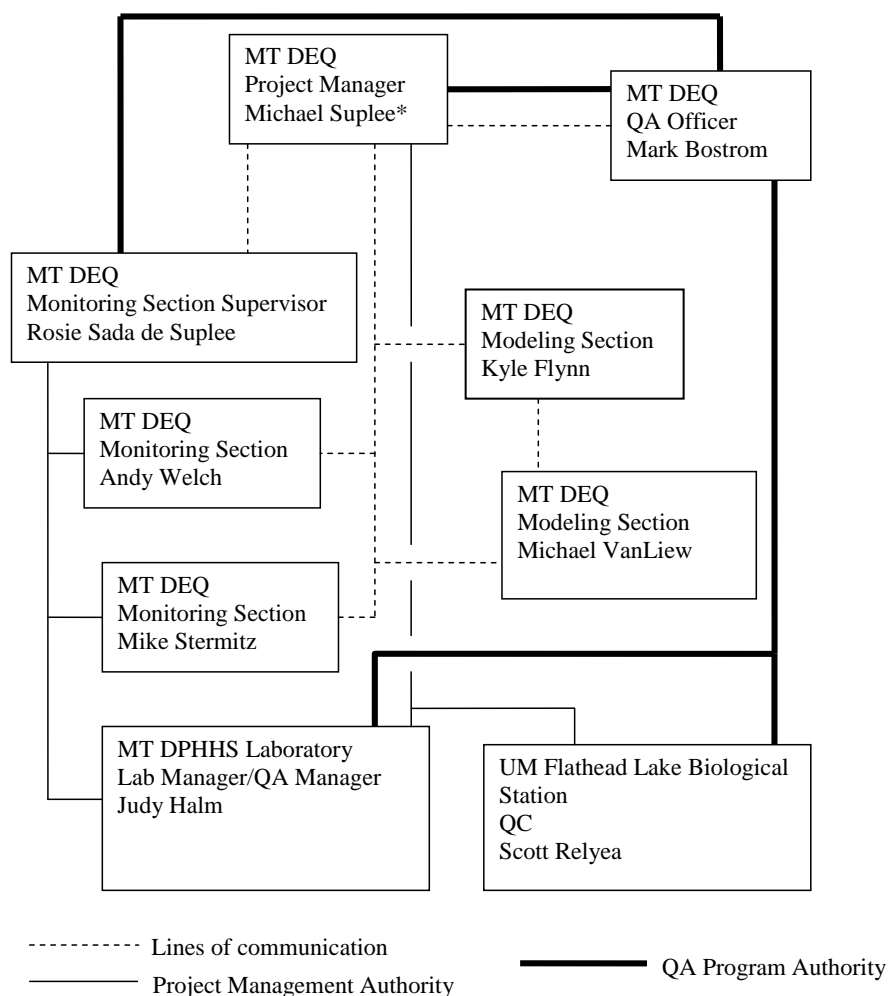 MT DEQ
Project Manager
Michael Suplee*
MT DEQ
QA Officer
Mark Bostrom
MT DEQ
Monitoring Section Supervisor
Rosie Sada de Suplee
MT DEQ
Modeling Section
Kyle Flynn
MT DEQ
Monitoring Section
Andy Welch
MT DEQ
Modeling Section
Michael VanLiew
MT DEQ
Monitoring Section
Mike Stermitz
MT DPHHS Laboratory
Lab Manager/QA Manager
Judy Halm
UM Flathead Lake Biological
Station
QC
Scott Relyea
Lines of communication
Project Management Authority
QA Program Authority